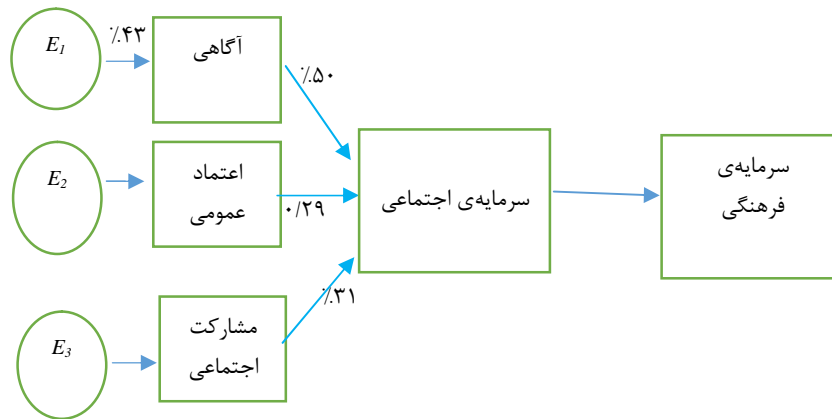 E1
٪۴۳
آگاهی
٪۵۰
E2
اعتماد
عمومی
۰/۲۹
سرمایه‌ی اجتماعی
سرمایه‌ی
فرهنگی
٪۳۱
E3
مشارکت
اجتماعی